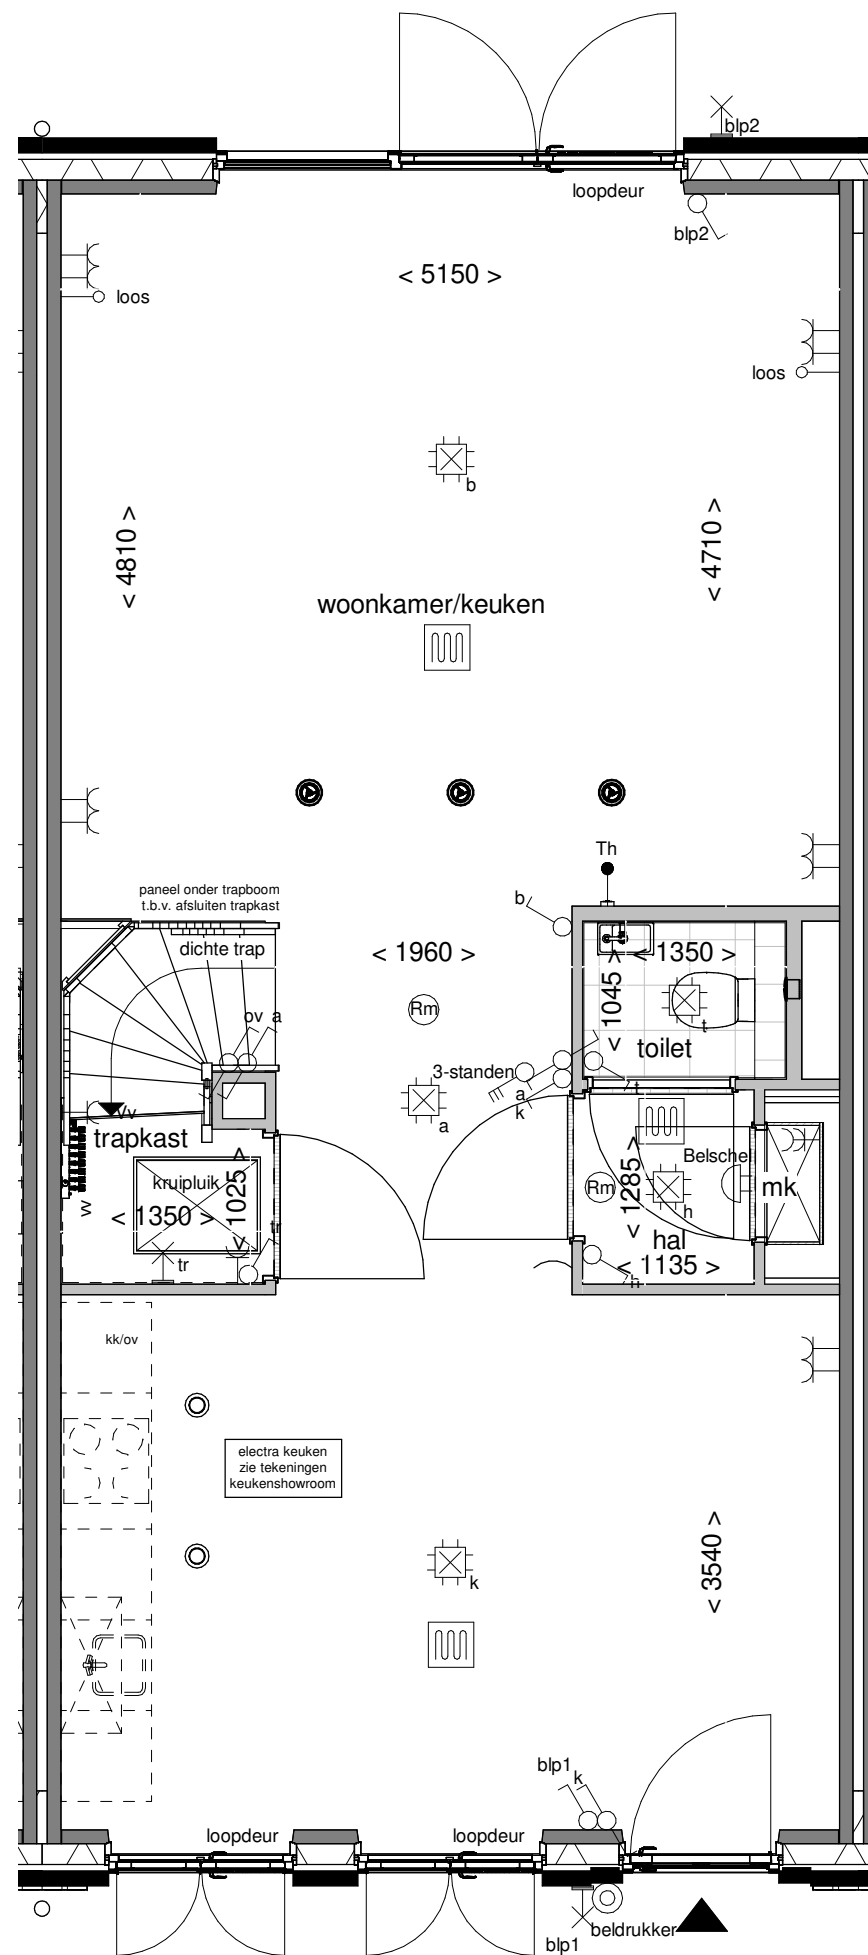 blp2
loopdeur
blp2
< 5150 >
loos
loos
b
< 4810 >
< 4710 >
woonkamer/keuken
Th
paneel onder trapboom
t.b.v. afsluiten trapkast
b
dichte trap
< 1960 >
< 1350 >
< 1045 >
Rm
ov
a
t
toilet
3-standen
a
k
t
a
Vv
trapkast
kruipluik
< 1025 >
< 1350 >
vv
tr
tr
Belsche
Rm
< 1285 >
mk
h
hal
< 1135 >
h
kk/ov
electra keuken
zie tekeningen
keukenshowroom
< 3540 >
k
blp1
k
loopdeur
loopdeur
beldrukker
blp1